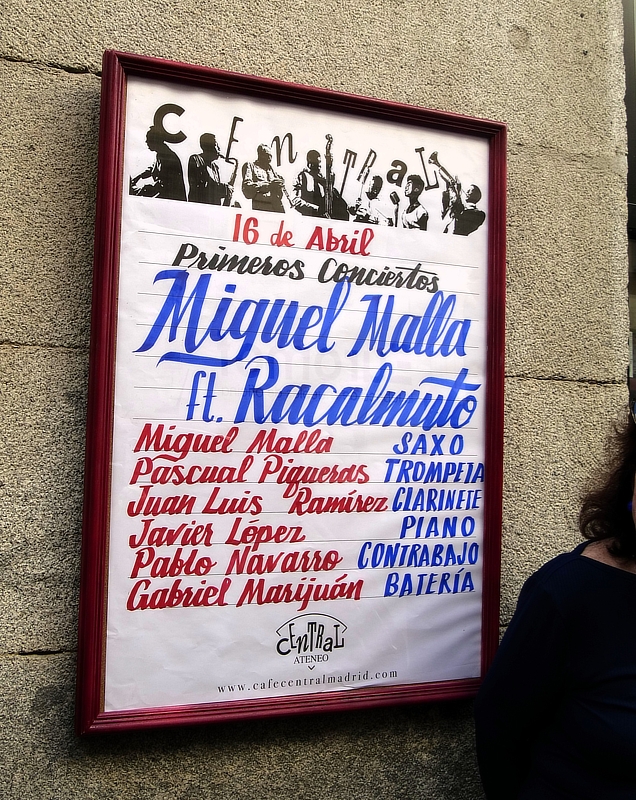 CENTRAL
16 de Abril
Primeros Conciertos
Miguel Malla
ft. Racalmuto
Miguel Malla SAXO
Pascual Piqueras TROMPETA
Juan Luis Ramírez CLARINETE
Javier López PIANO
Pablo Navarro CONTRABAJO
Gabriel Marijuán BATERÍA
CENTRAL
ATENEO
www.cafecentralmadrid.com